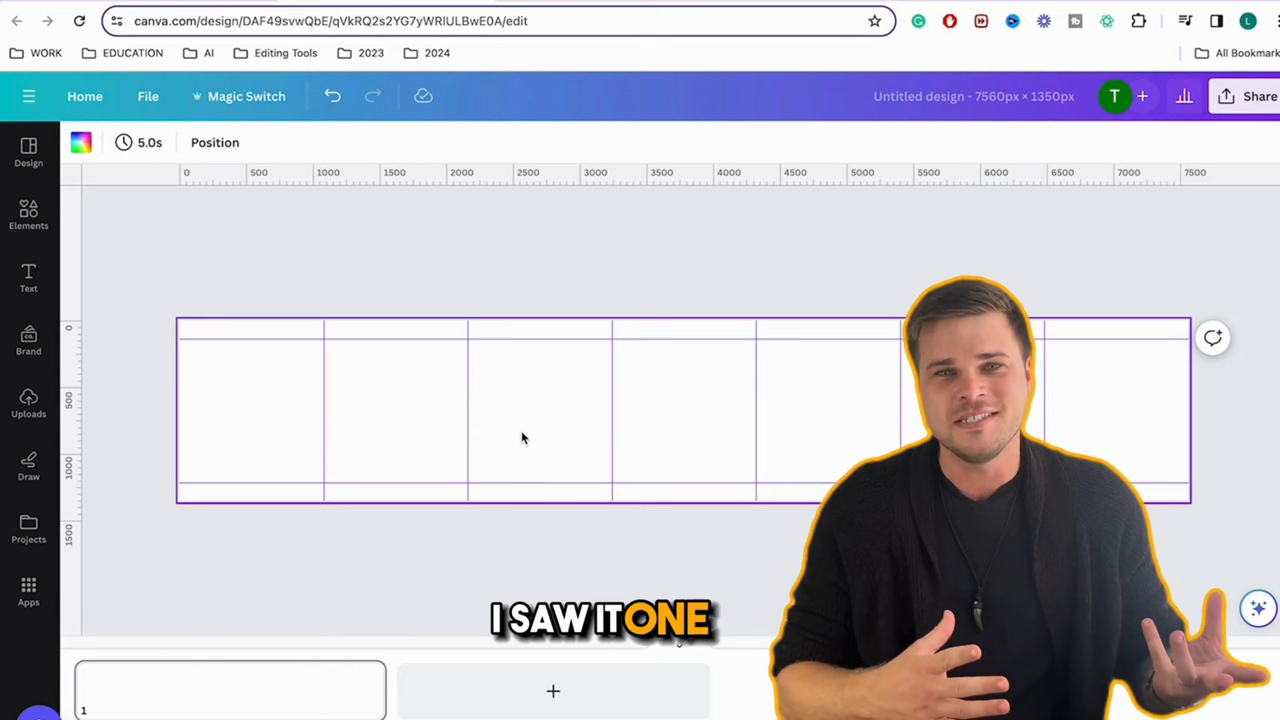 canva.com/design/DAF49svwQbE/qVkRQ2s2YG7yWRlULBwE0A/edit
L
WORK EDUCATION AI Editing Tools 2023 2024 All Bookmark
Home File Magic Switch Untitled design - 7560px × 1350px T + Share
5.0s Position
Design
Elements
Text
Brand
Uploads
Draw
Projects
Apps
0 500 1000 1500 2000 2500 3000 3500 4000 4500 5000 5500 6000 6500 7000 7500
0
500
1000
1500
I SAW IT ONE
1
+